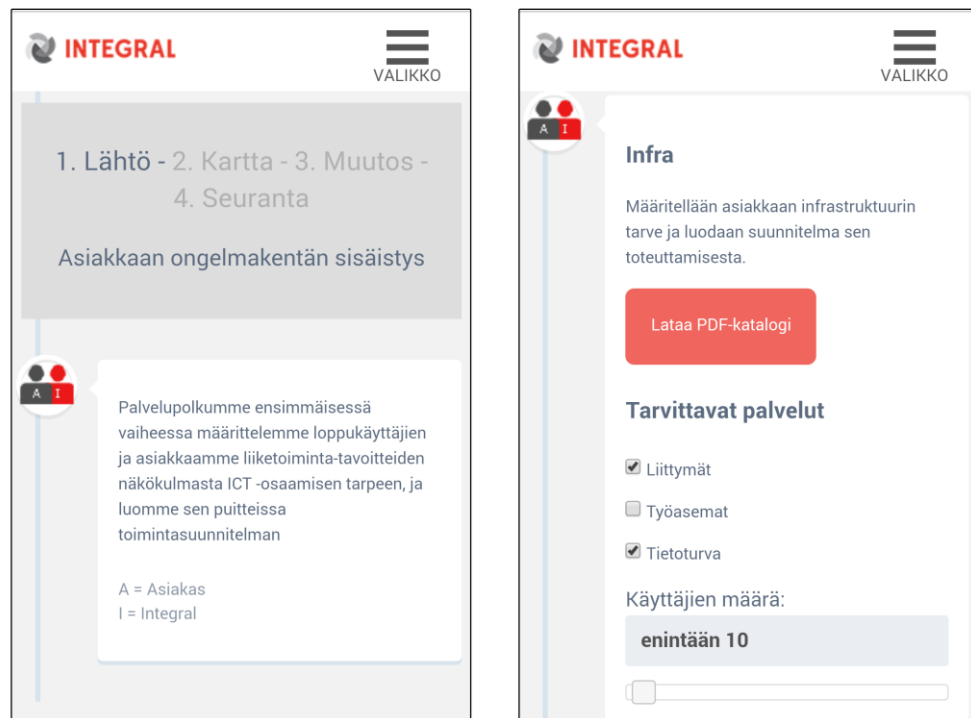 INTEGRAL
VALIKKO
1. Lähtö - 2. Kartta - 3. Muutos -
4. Seuranta
Asiakkaan ongelmakentän sisäistys
A I
Palvelupolkumme ensimmäisessä
vaiheessa määrittelemme loppukäyttäjien
ja asiakkaamme liiketoiminta-tavoitteiden
näkökulmasta ICT -osaamisen tarpeen, ja
luomme sen puitteissa
toimintasuunnitelman
A = Asiakas
I = Integral
INTEGRAL
VALIKKO
A I
Infra
Määritellään asiakkaan infrastruktuurin
tarve ja luodaan suunnitelma sen
toteuttamisesta.
Lataa PDF-katalogi
Tarvittavat palvelut
Liittymät
Työasemat
Tietoturva
Käyttäjien määrä:
enintään 10